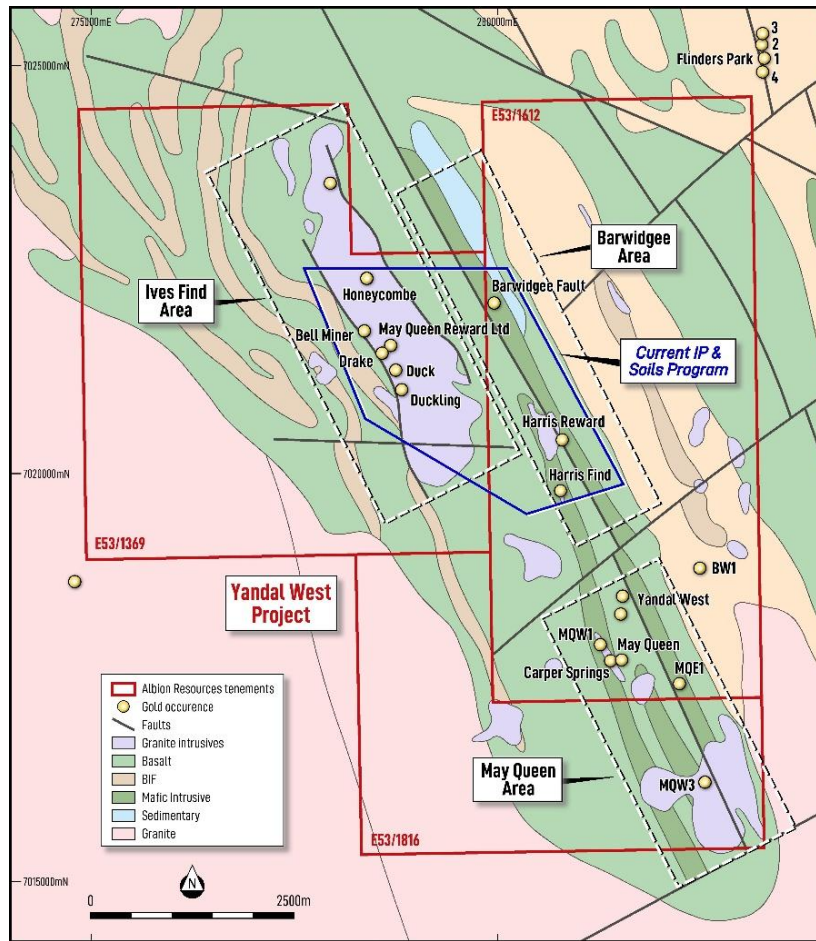 275000mE
280000mE
3
2
Flinders Park
1
4
7025000mN
E53/1612
Barwidgee
Area
Ives Find
Area
Honeycombe
Barwidgee Fault
Bell Miner
May Queen Reward Ltd
Drake
Duck
Duckling
Current IP &
Soils Program
Harris Reward
7020000mN
Harris Find
E53/1369
BW1
Yandal West
Project
Yandal West
MQW1
May Queen
Carper Springs
MQE1
Albion Resources tenements
Gold occurence
Faults
Granite intrusives
Basalt
BIF
Mafic Intrusive
Sedimentary
Granite
May Queen
Area
MQW3
E53/1816
7015000mN
N
0
2500m